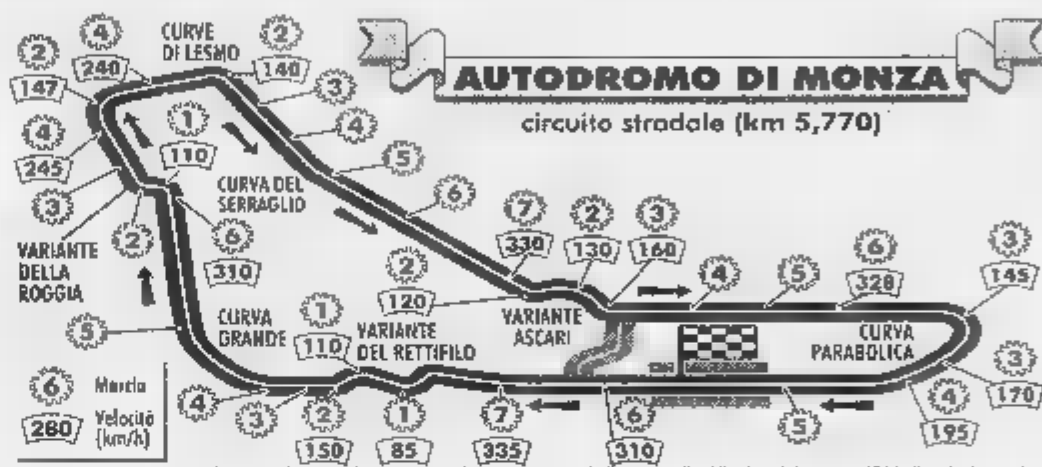 AUTODROMO DI MONZA
circuito stradale (km 5,770)
CURVE
DI LESMO
4
240
2
140
2
147
3
1
110
4
4
245
5
CURVA DEL
SERRAGLIO
3
6
2
6
310
VARIANTE
DELLA
ROGGIA
7
330
2
130
3
160
2
120
4
5
6
328
3
145
VARIANTE
ASCARI
CURVA
PARABOLICA
5
CURVA
GRANDE
1
110
VARIANTE
DEL RETTIFILO
3
170
4
195
6
Marcia
280
Velocità
(km/h)
4
3
2
150
1
85
7
335
6
310
5